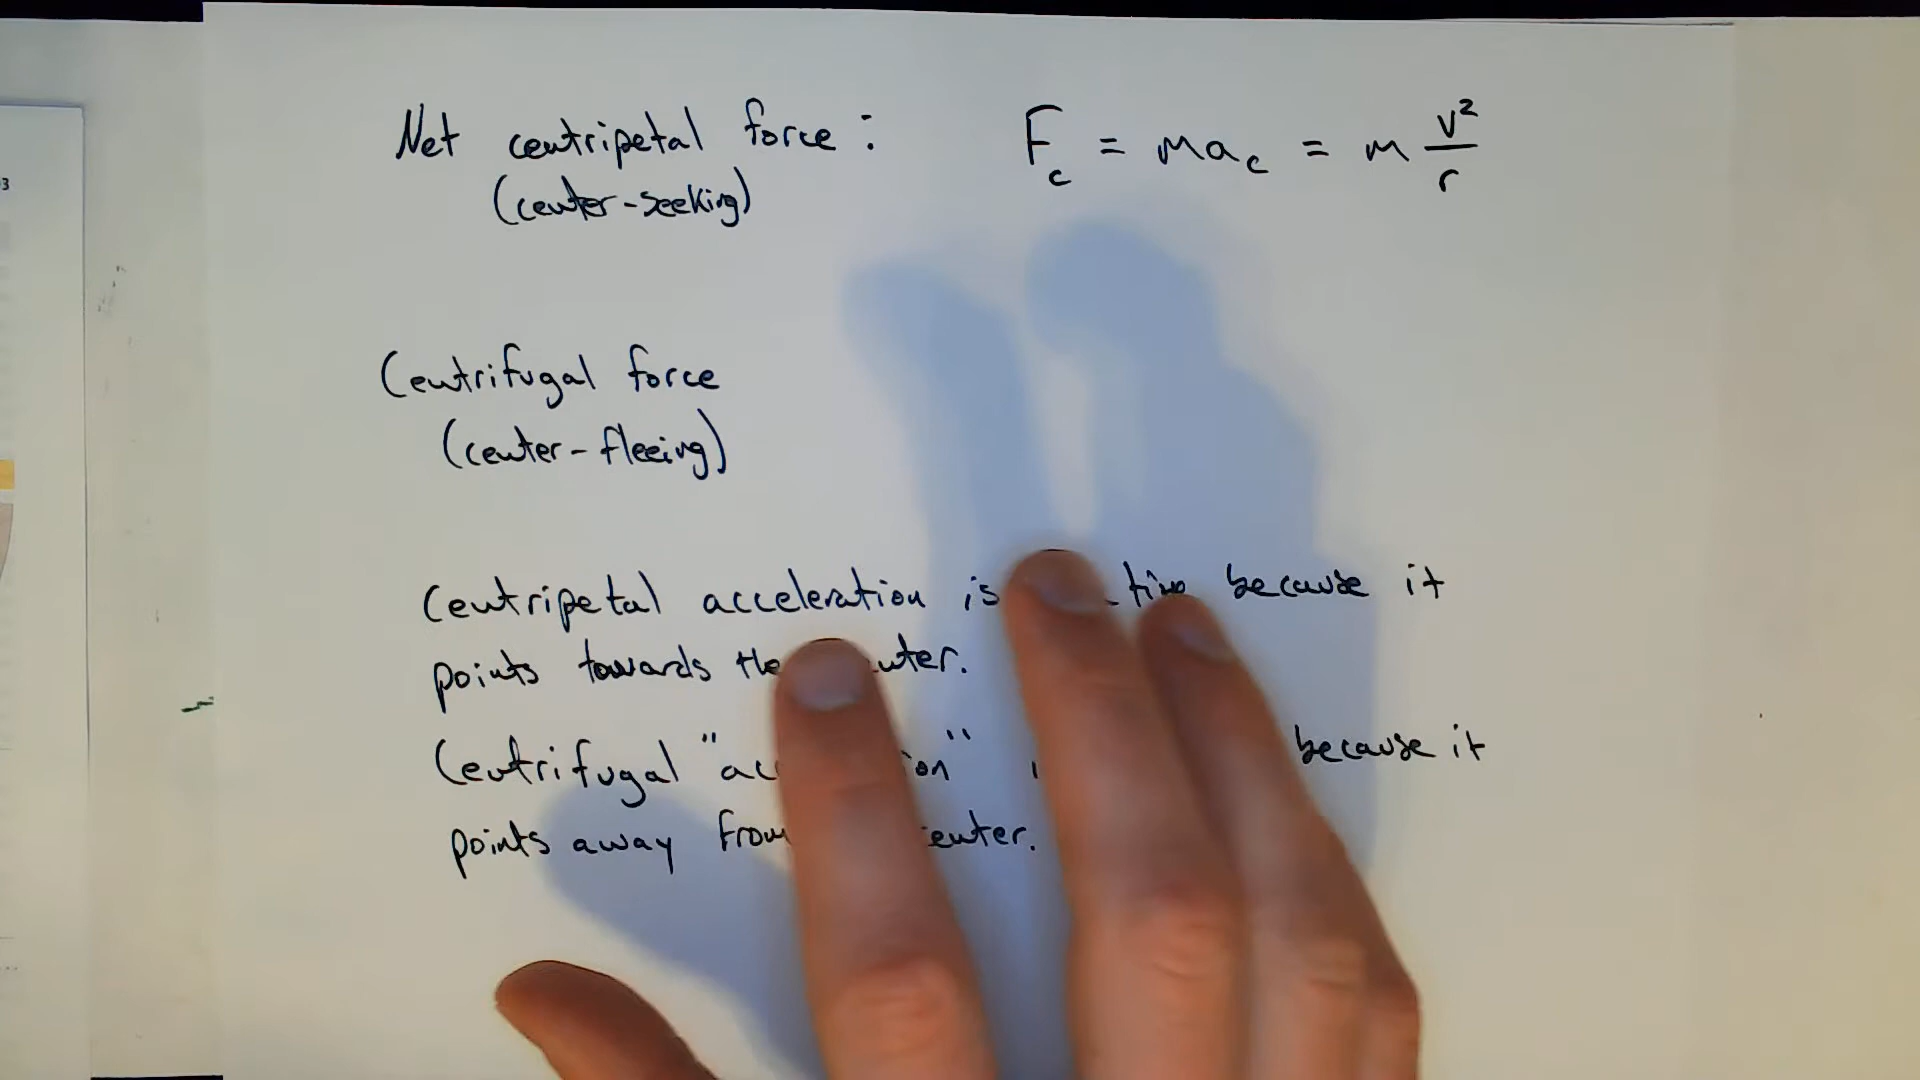 Net centripetal force : F_c = ma_c = m v²/r
(center-seeking)
Centrifugal force
(center-fleeing)
Centripetal acceleration is because it
points towards the
Centrifugal because it
points away from
3